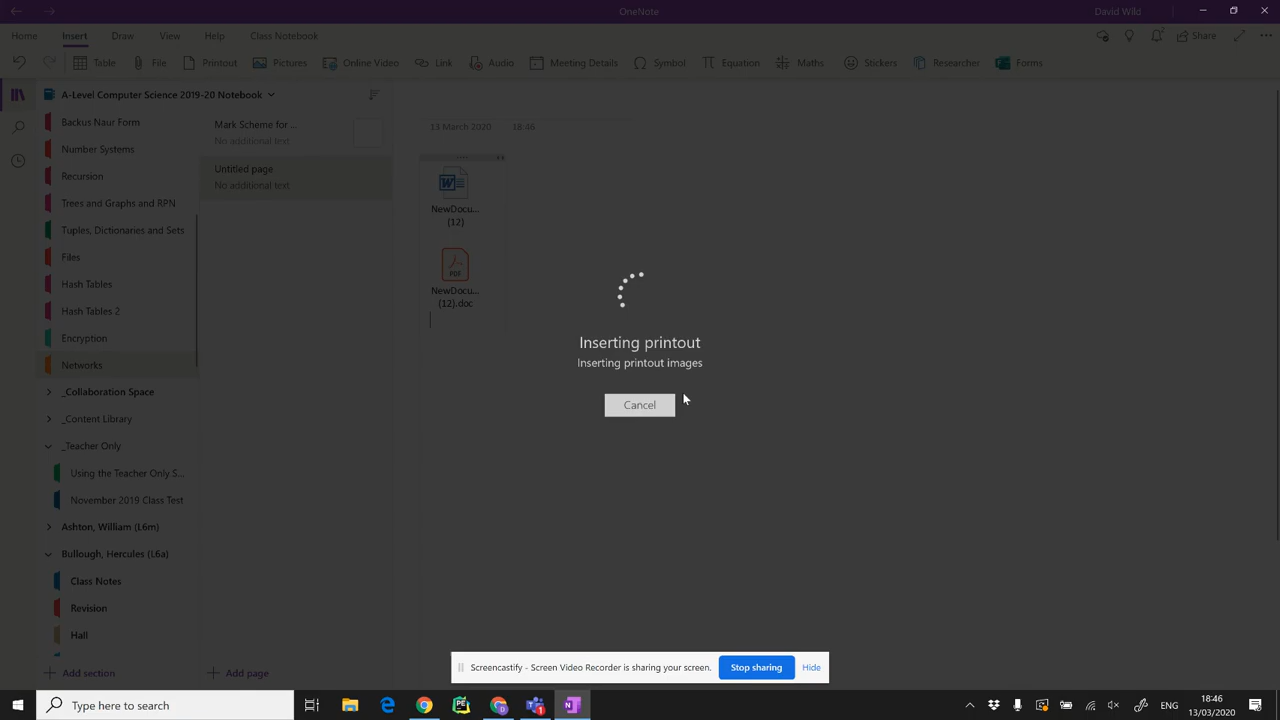 OneNote
David Wild
Home
Insert
Draw
View
Help
Class Notebook
Share
Table
File
Printout
Pictures
Online Video
Link
Audio
Meeting Details
Symbol
Equation
Maths
Stickers
Researcher
Forms
A-Level Computer Science 2019-20 Notebook
Backus Naur Form
Number Systems
Recursion
Trees and Graphs and RPN
Tuples, Dictionaries and Sets
Files
Hash Tables
Hash Tables 2
Encryption
Networks
_Collaboration Space
_Content Library
_Teacher Only
Using the Teacher Only S...
November 2019 Class Test
Ashton, William (L6m)
Bullough, Hercules (L6a)
Class Notes
Revision
Hall
Add section
Mark Scheme for ...
No additional text
Untitled page
No additional text
Add page
13 March 2020 18:46
NewDocu...
(12)
PDF
NewDocu...
(12).doc
Inserting printout
Inserting printout images
Cancel
Screencastify - Screen Video Recorder is sharing your screen.
Stop sharing
Hide
Type here to search
ENG
18:46
13/03/2020